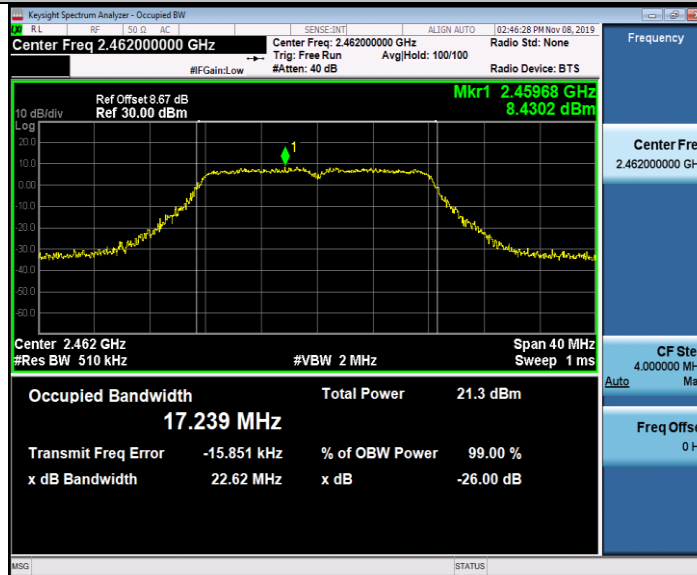 Keysight Spectrum Analyzer - Occupied BW
RL RF 50 Ω AC SENSE:INT ALIGN AUTO 02:46:28 PM Nov 08, 2019
Center Freq 2.462000000 GHz
Center Freq: 2.462000000 GHz Radio Std: None
Trig: Free Run Avg|Hold: 100/100
#IFGain:Low #Atten: 40 dB Radio Device: BTS
Frequency
Ref Offset 8.67 dB
Mkr1 2.45968 GHz
10 dB/div Ref 30.00 dBm
8.4302 dBm
Log
20.0
1
10.0
0.00
-10.0
-20.0
-30.0
-40.0
-50.0
-60.0
Center Fre
2.462000000 GH
Center 2.462 GHz Span 40 MHz
#Res BW 510 kHz #VBW 2 MHz Sweep 1 ms
CF Ste
4.000000 MH
Auto Ma
Occupied Bandwidth Total Power 21.3 dBm
17.239 MHz
Freq Offse
0 H
Transmit Freq Error -15.851 kHz % of OBW Power 99.00 %
x dB Bandwidth 22.62 MHz x dB -26.00 dB
MSG STATUS